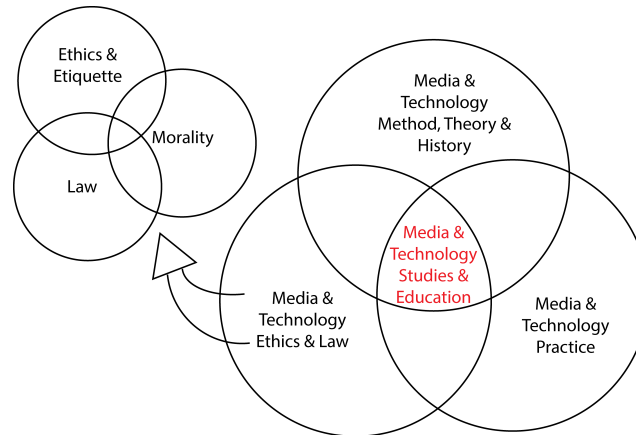 Ethics &
Etiquette
Morality
Law
Media &
Technology
Method, Theory &
History
Media &
Technology
Studies &
Education
Media &
Technology
Ethics & Law
Media &
Technology
Practice